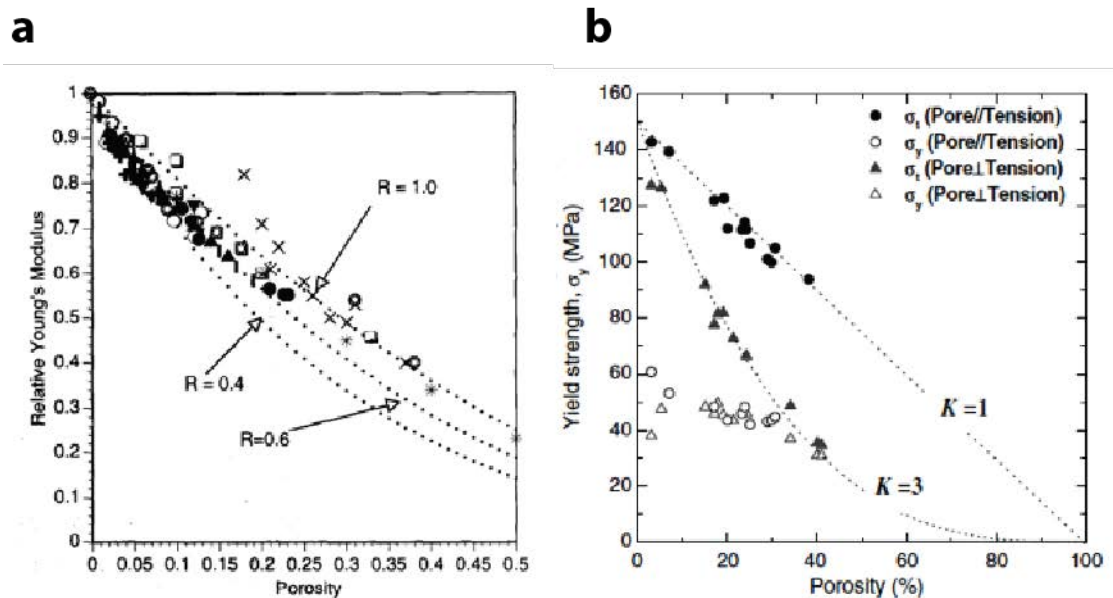 a
Relative Young's Modulus
1
0.9
0.8
0.7
0.6
0.5
0.4
0.3
0.2
0.1
0
R = 1.0
R = 0.4
R=0.6
0 0.05 0.1 0.15 0.2 0.25 0.3 0.35 0.4 0.45 0.5
Porosity
b
Yield strength, σy (MPa)
160
140
120
100
80
60
40
20
0
σt (Pore//Tension)
σy (Pore//Tension)
σt (Pore⊥Tension)
σy (Pore⊥Tension)
K =1
K =3
0 20 40 60 80 100
Porosity (%)